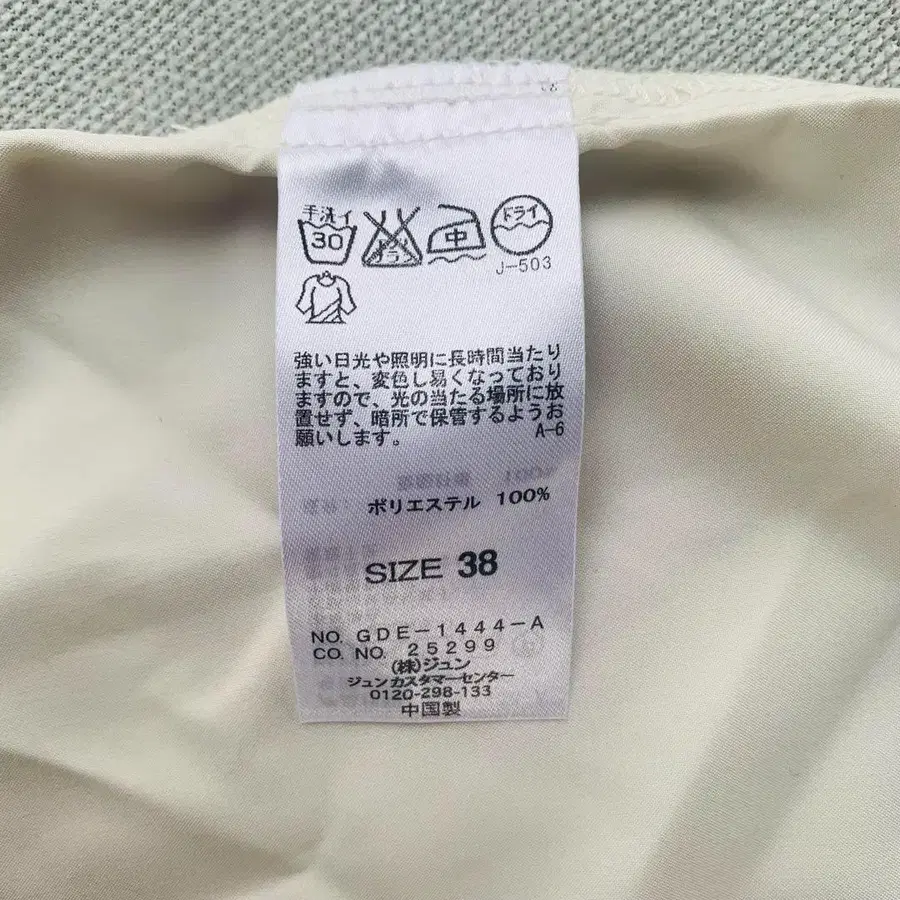 手洗イ
30
中
ドライ
J-503
強い日光や照明に長時間当たり
ますと、変色し易くなっており
ますので、光の当たる場所に放
置せず、暗所で保管するようお
願いします。 A-6
ポリエステル 100%
SIZE 38
NO. GDE-1444-A
CO. NO. 25299
(株)ジュン
ジュンカスタマーセンター
0120-298-133
中国製